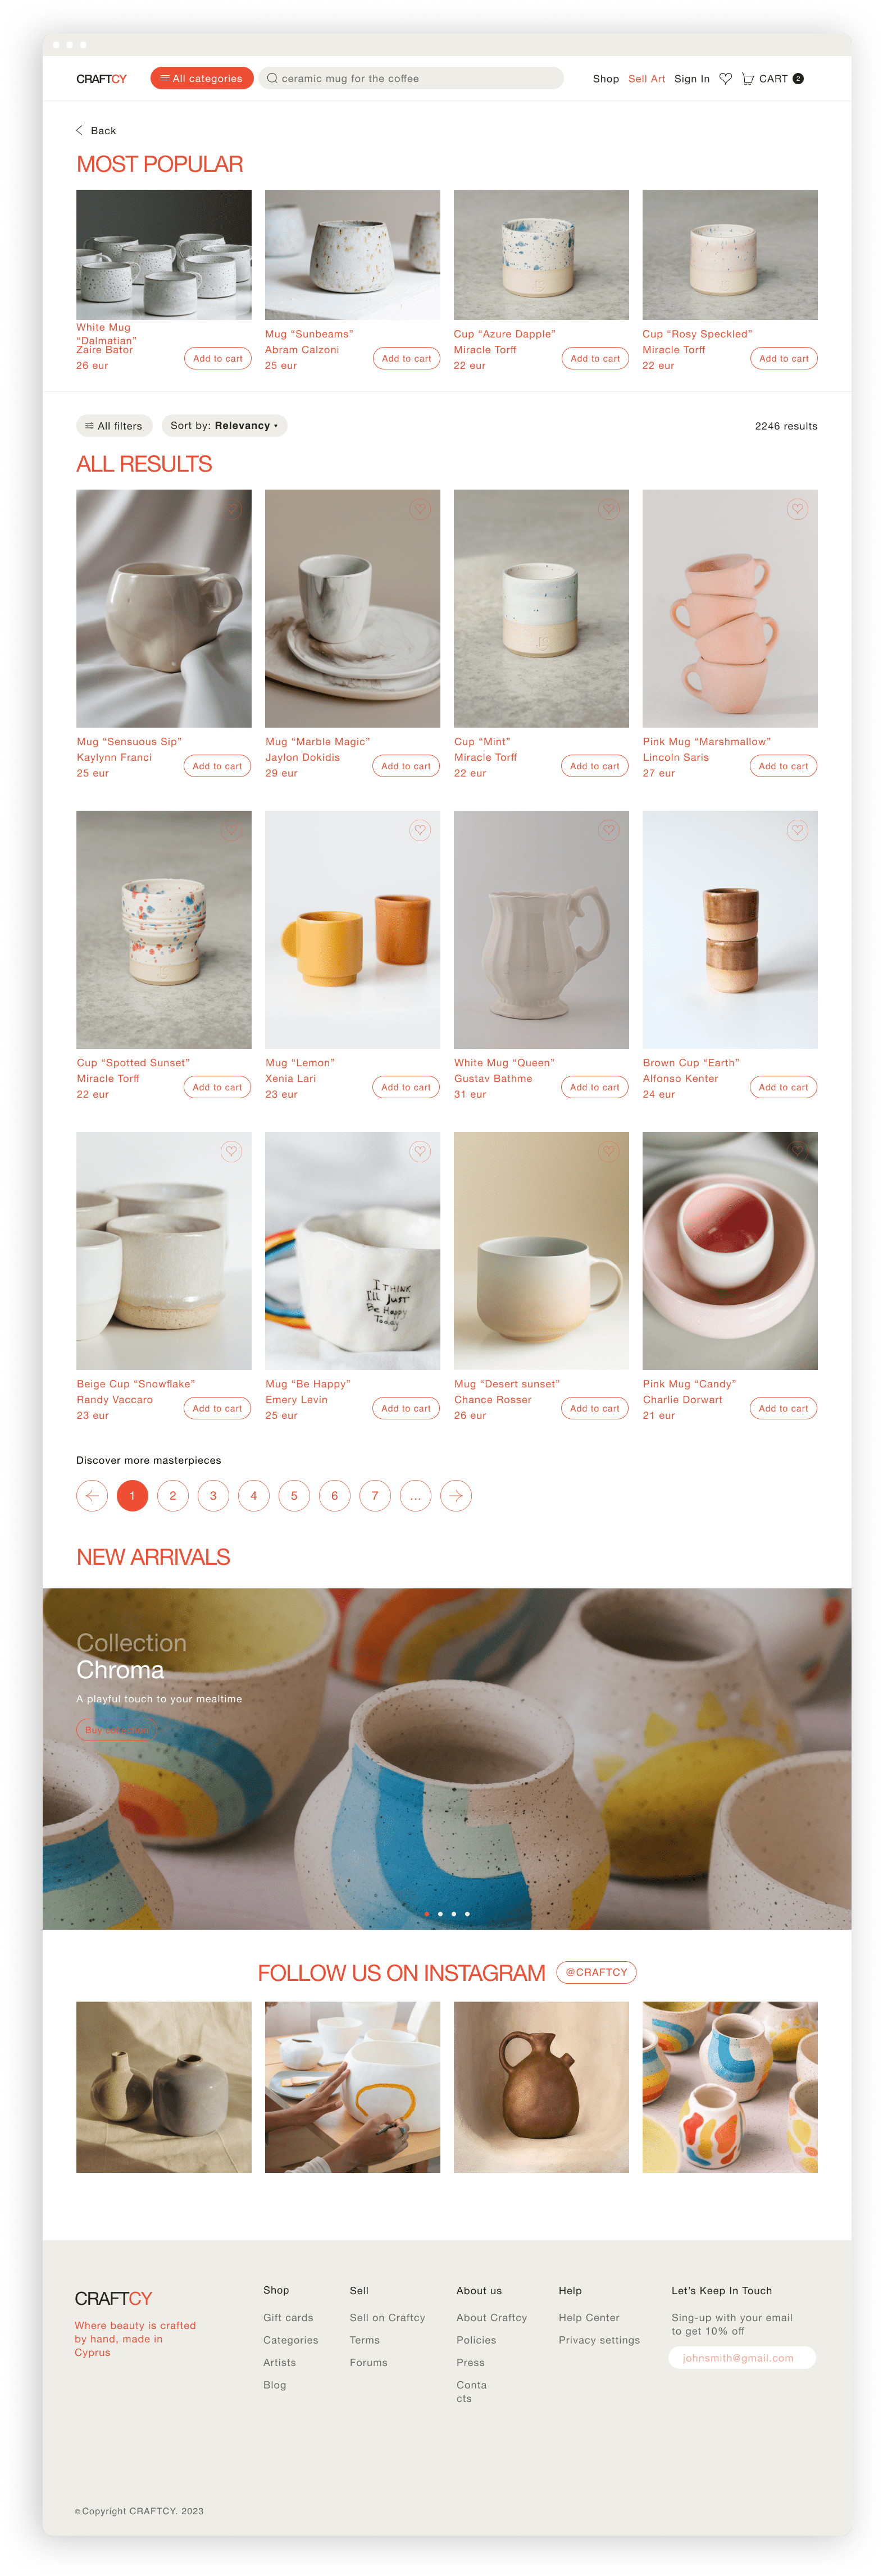 CRAFTCY
All categories
ceramic mug for the coffee
Shop Sell Art Sign In CART 2
Back
MOST POPULAR
White Mug
“Dalmatian”
Zaire Bator
26 eur
Add to cart
Mug “Sunbeams”
Abram Calzoni
25 eur
Add to cart
Cup “Azure Dapple”
Miracle Torff
22 eur
Add to cart
Cup “Rosy Speckled”
Miracle Torff
22 eur
Add to cart
All filters
Sort by: Relevancy
2246 results
ALL RESULTS
Mug “Sensuous Sip”
Kaylynn Franci
25 eur
Add to cart
Mug “Marble Magic”
Jaylon Dokidis
29 eur
Add to cart
Cup “Mint”
Miracle Torff
22 eur
Add to cart
Pink Mug “Marshmallow”
Lincoln Saris
27 eur
Add to cart
Cup “Spotted Sunset”
Miracle Torff
22 eur
Add to cart
Mug “Lemon”
Xenia Lari
23 eur
Add to cart
White Mug “Queen”
Gustav Bathme
31 eur
Add to cart
Brown Cup “Earth”
Alfonso Kenter
24 eur
Add to cart
I THINK
I'll Just
Be Happy
Today
Beige Cup “Snowflake”
Randy Vaccaro
23 eur
Add to cart
Mug “Be Happy”
Emery Levin
25 eur
Add to cart
Mug “Desert sunset”
Chance Rosser
26 eur
Add to cart
Pink Mug “Candy”
Charlie Dorwart
21 eur
Add to cart
Discover more masterpieces
1 2 3 4 5 6 7 ...
NEW ARRIVALS
Collection
Chroma
A playful touch to your mealtime
Buy
FOLLOW US ON INSTAGRAM
@CRAFTCY
CRAFTCY
Where beauty is crafted
by hand, made in
Cyprus
Shop
Gift cards
Categories
Artists
Blog
Sell
Sell on Craftcy
Terms
Forums
About us
About Craftcy
Policies
Press
Conta
cts
Help
Help Center
Privacy settings
Let’s Keep In Touch
Sing-up with your email
to get 10% off
johnsmith@gmail.com
© Copyright CRAFTCY. 2023